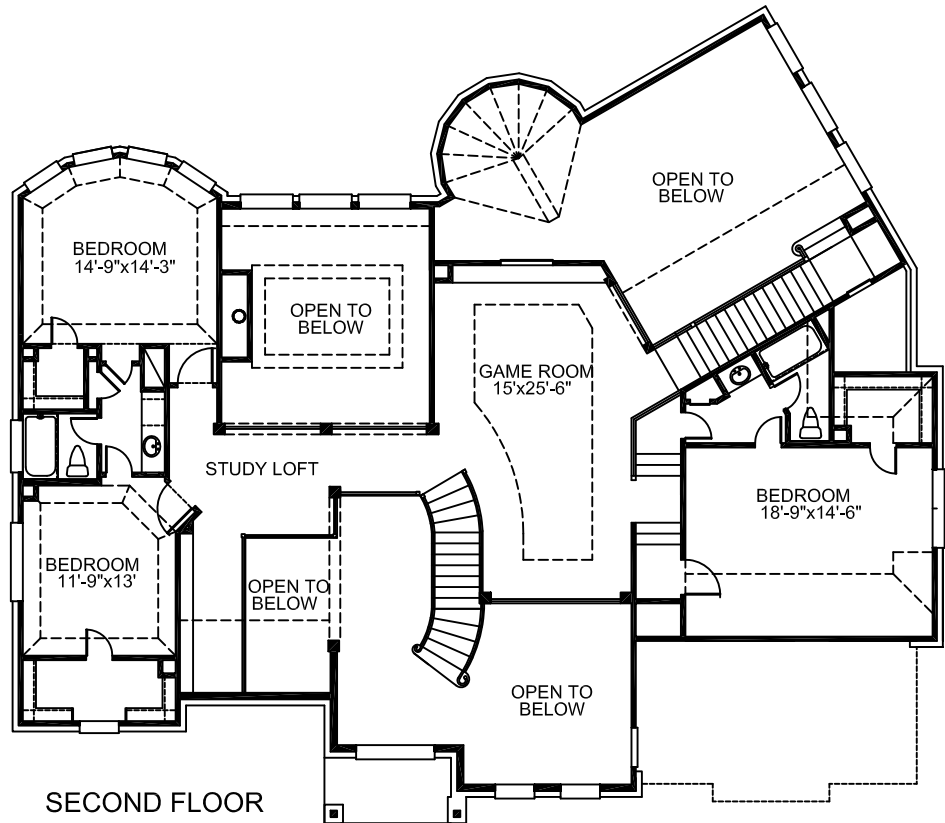 OPEN TO
BELOW
BEDROOM
14'-9"x14'-3"
OPEN TO
BELOW
GAME ROOM
15'x25'-6"
STUDY LOFT
BEDROOM
18'-9"x14'-6"
BEDROOM
11'-9"x13'
OPEN TO
BELOW
OPEN TO
BELOW
SECOND FLOOR